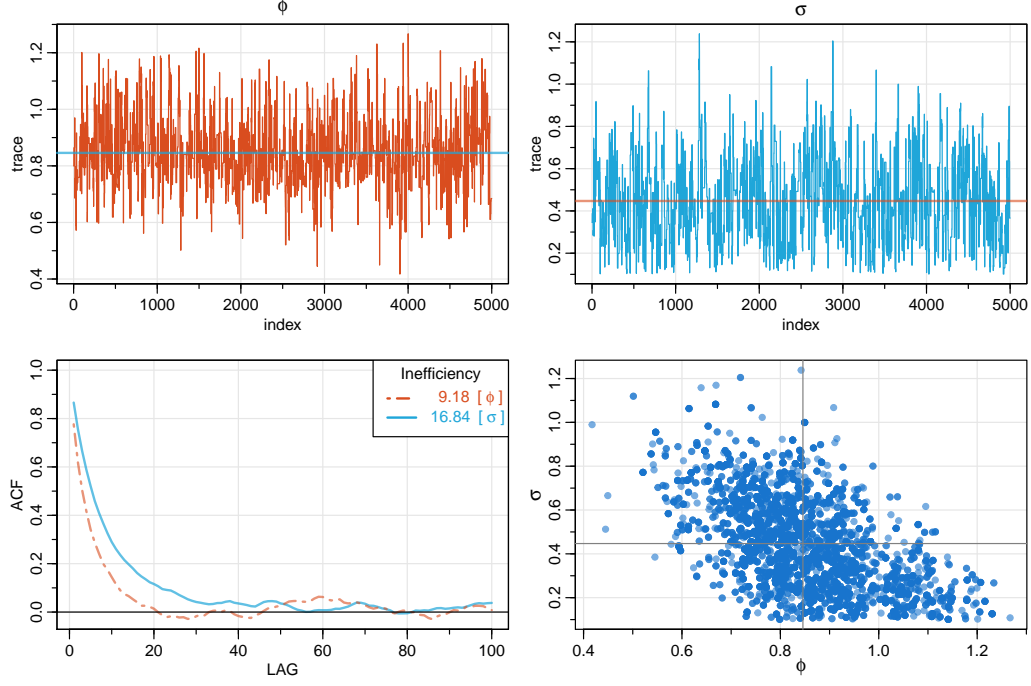 ϕ
trace
0.4 0.6 0.8 1.0 1.2
0 1000 2000 3000 4000 5000
index
σ
trace
0.2 0.4 0.6 0.8 1.0 1.2
0 1000 2000 3000 4000 5000
index
ACF
0.0 0.2 0.4 0.6 0.8 1.0
Inefficiency
9.18 [ ϕ ]
16.84 [ σ ]
0 20 40 60 80 100
LAG
σ
0.2 0.4 0.6 0.8 1.0 1.2
0.4 0.6 0.8 1.0 1.2
ϕ